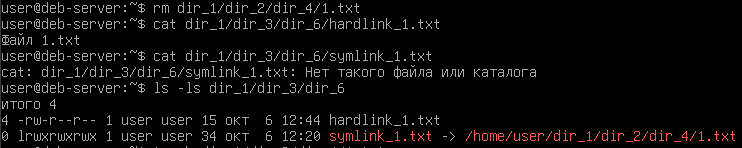 user@deb-server:~$ rm dir_1/dir_2/dir_4/1.txt
user@deb-server:~$ cat dir_1/dir_3/dir_6/hardlink_1.txt
Файл 1.txt
user@deb-server:~$ cat dir_1/dir_3/dir_6/symlink_1.txt
cat: dir_1/dir_3/dir_6/symlink_1.txt: Нет такого файла или каталога
user@deb-server:~$ ls -ls dir_1/dir_3/dir_6
итого 4
4 -rw-r--r-- 1 user user 15 окт  6 12:44 hardlink_1.txt
0 lrwxrwxrwx 1 user user 34 окт  6 12:20 symlink_1.txt -> /home/user/dir_1/dir_2/dir_4/1.txt